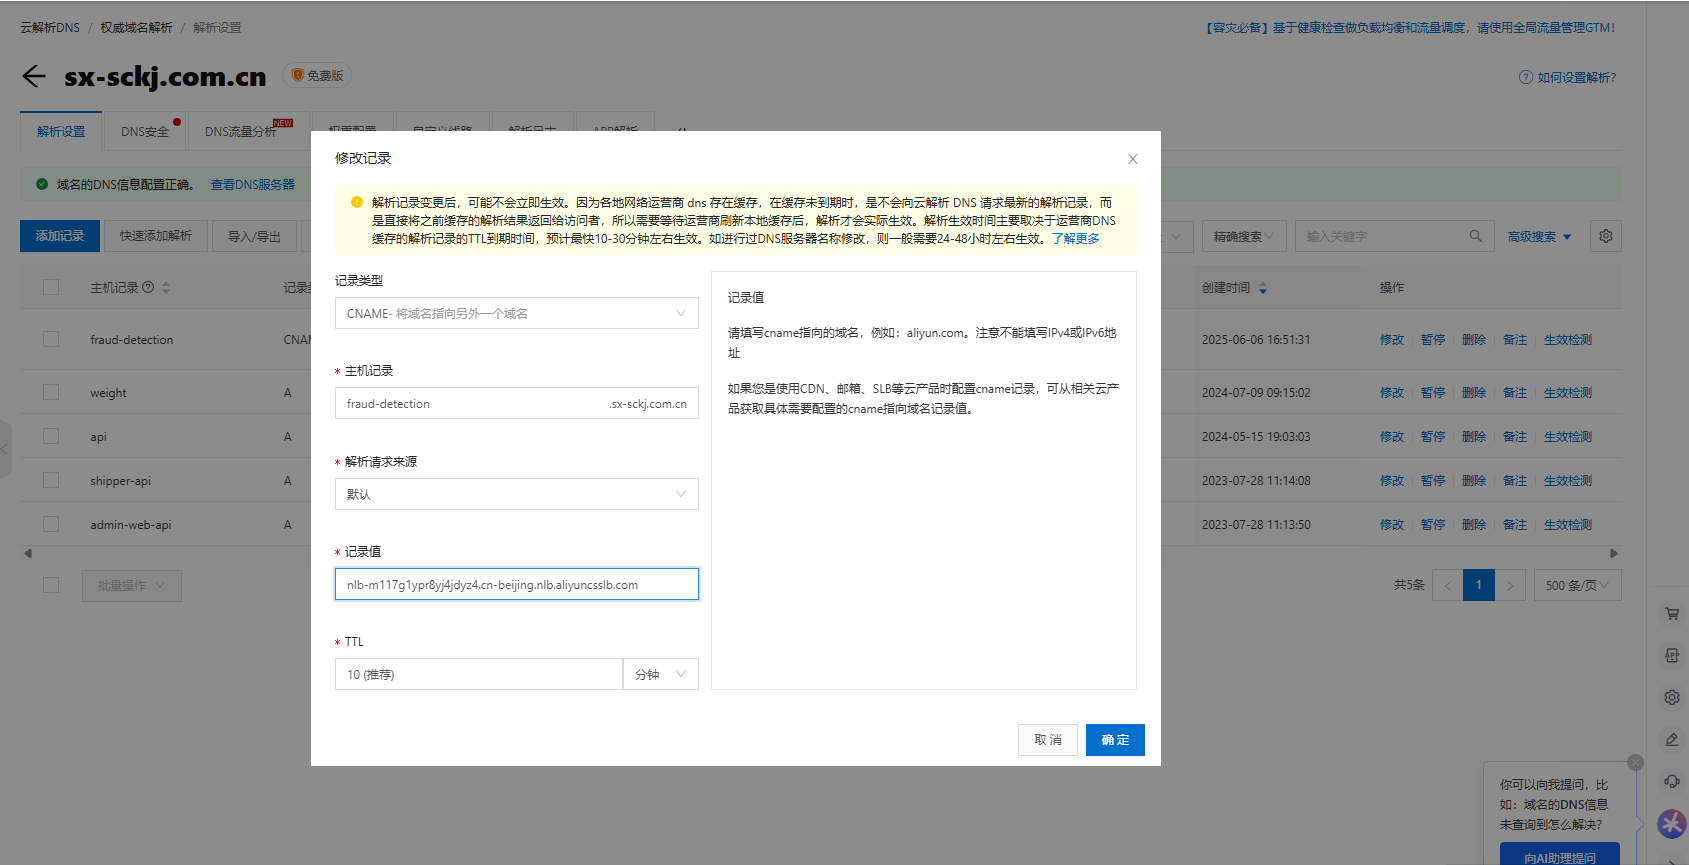 云解析DNS / 权威域名解析 / 解析设置
【容灾必备】基于健康检查做负载均衡和流量调度，请使用全局流量管理GTM！
sx-sckj.com.cn 免费版
如何设置解析?
解析设置 DNS安全 DNS流量分析 NEW 权重配置 自定义线路 解析日志
域名的DNS信息配置正确。 查看DNS服务器
添加记录 快速添加解析 导入/导出 精确搜索 输入关键字 高级搜索
主机记录 创建时间 操作
fraud-detection 2025-06-06 16:51:31 修改 暂停 删除 备注 生效检测
weight A 2024-07-09 09:15:02 修改 暂停 删除 备注 生效检测
api A 2024-05-15 19:03:03 修改 暂停 删除 备注 生效检测
shipper-api A 2023-07-28 11:14:08 修改 暂停 删除 备注 生效检测
admin-web-api A 2023-07-28 11:13:50 修改 暂停 删除 备注 生效检测
批量操作 共5条 1 500 条/页
修改记录
解析记录变更后，可能不会立即生效。因为各地网络运营商 dns 存在缓存，在缓存未到期时，是不会向云解析 DNS 请求最新的解析记录，而
是直接将之前缓存的解析结果返回给访问者，所以需要等待运营商刷新本地缓存后，解析才会实际生效。解析生效时间主要取决于运营商DNS
缓存的解析记录的TTL到期时间，预计最快10-30分钟左右生效。如进行过DNS服务器名称修改，则一般需要24-48小时左右生效。了解更多
记录类型
CNAME- 将域名指向另外一个域名
* 主机记录
fraud-detection .sx-sckj.com.cn
* 解析请求来源
默认
* 记录值
nlb-m117g1ypr8yj4jdyz4.cn-beijing.nlb.aliyuncsslb.com
* TTL
10 (推荐) 分钟
记录值
请填写cname指向的域名，例如：aliyun.com。注意不能填写IPv4或IPv6地
址
如果您是使用CDN、邮箱、SLB等云产品时配置cname记录，可从相关云产
品获取具体需要配置的cname指向域名记录值。
取 消 确 定
你可以向我提问，比
如：域名的DNS信息
未查询到怎么解决?
向AI助理提问